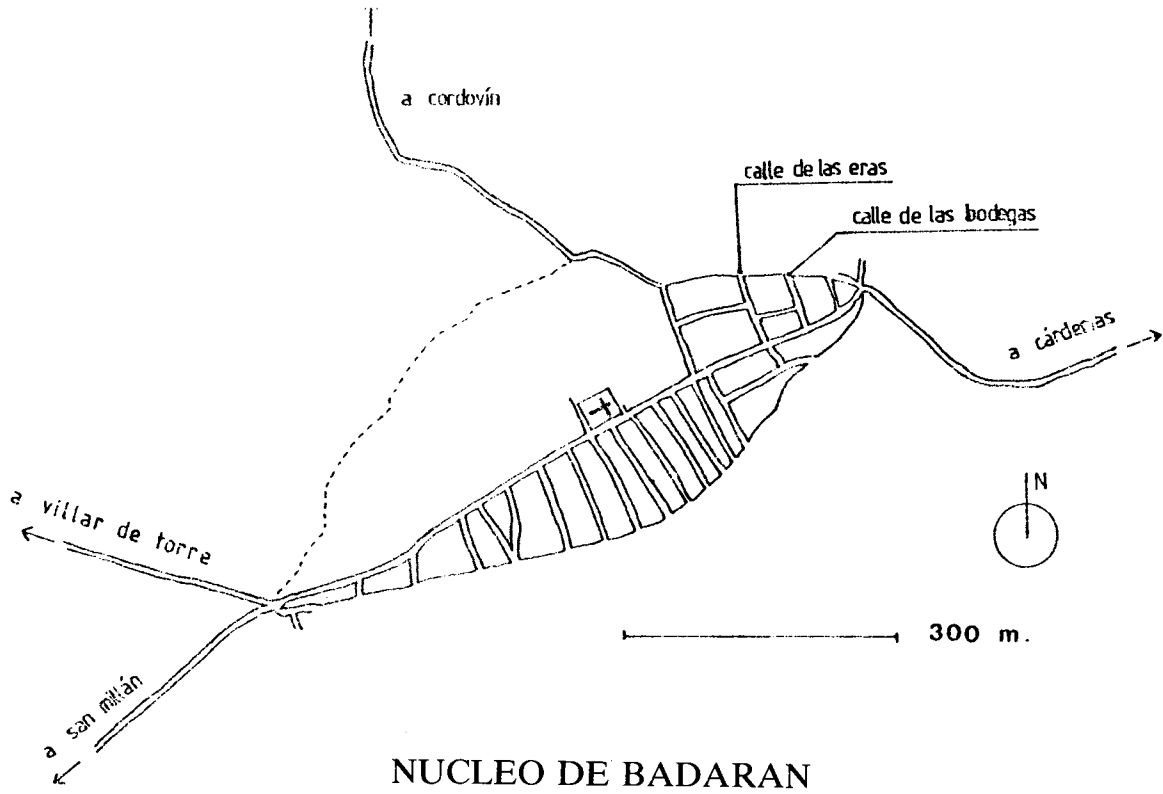 a cordovín
calle de las eras
calle de las bodegas
a cárdenas
a villar de torre
N
300 m.
a san millán
NUCLEO DE BADARAN